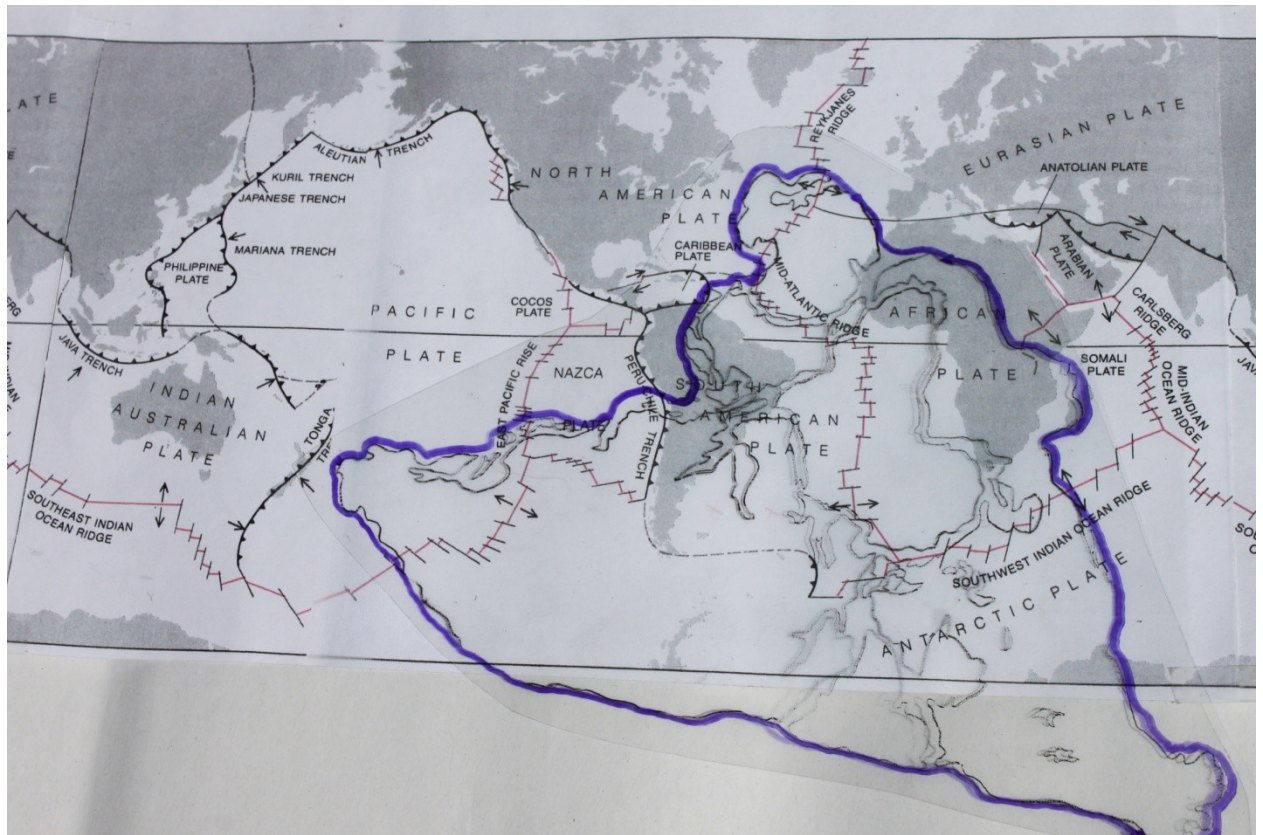 ATE
ALEUTIAN TRENCH
KURIL TRENCH
JAPANESE TRENCH
MARIANA TRENCH
PHILIPPINE
PLATE
NORTH
AMERICAN
PLATE
REYKJANES
RIDGE
EURASIAN PLATE
ANATOLIAN PLATE
ARABIAN
PLATE
CARIBBEAN
PLATE
MID-ATLANTIC RIDGE
COCOS
PLATE
PACIFIC
PLATE
AFRICAN
PLATE
CARLSBERG
RIDGE
SOMALI
PLATE
MID-INDIAN
OCEAN RIDGE
JAVA TRENCH
INDIAN
AUSTRALIAN
PLATE
EAST PACIFIC RISE
NAZCA
PLATE
PERU CHILE TRENCH
SOUTH
AMERICAN
PLATE
TONGA
SOUTHEAST INDIAN
OCEAN RIDGE
SOUTHWEST INDIAN OCEAN RIDGE
ANTARCTIC PLATE